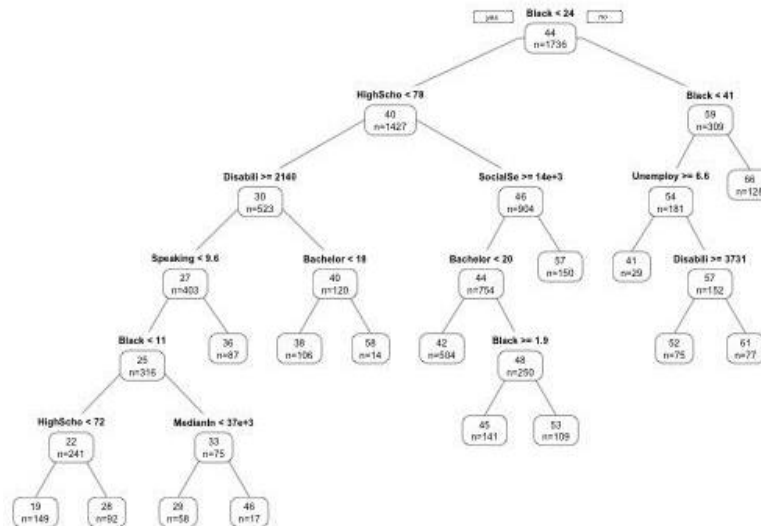 Black < 24
yes
no
44
n=1736
HighScho < 78
Black < 41
40
n=1427
59
n=309
Disabili >= 2140
SocialSe >= 14e+3
Unemploy >= 6.6
30
n=523
46
n=904
54
n=181
66
n=128
Speaking < 9.6
Bachelor < 18
Bachelor < 20
57
n=150
41
n=29
Disabili >= 3731
27
n=403
40
n=120
44
n=754
57
n=152
Black < 11
36
n=87
38
n=106
58
n=14
42
n=504
Black >= 1.9
52
n=75
61
n=77
25
n=316
48
n=250
HighScho < 72
MedianIn < 37e+3
22
n=241
33
n=75
45
n=141
53
n=109
19
n=149
28
n=92
29
n=58
46
n=17